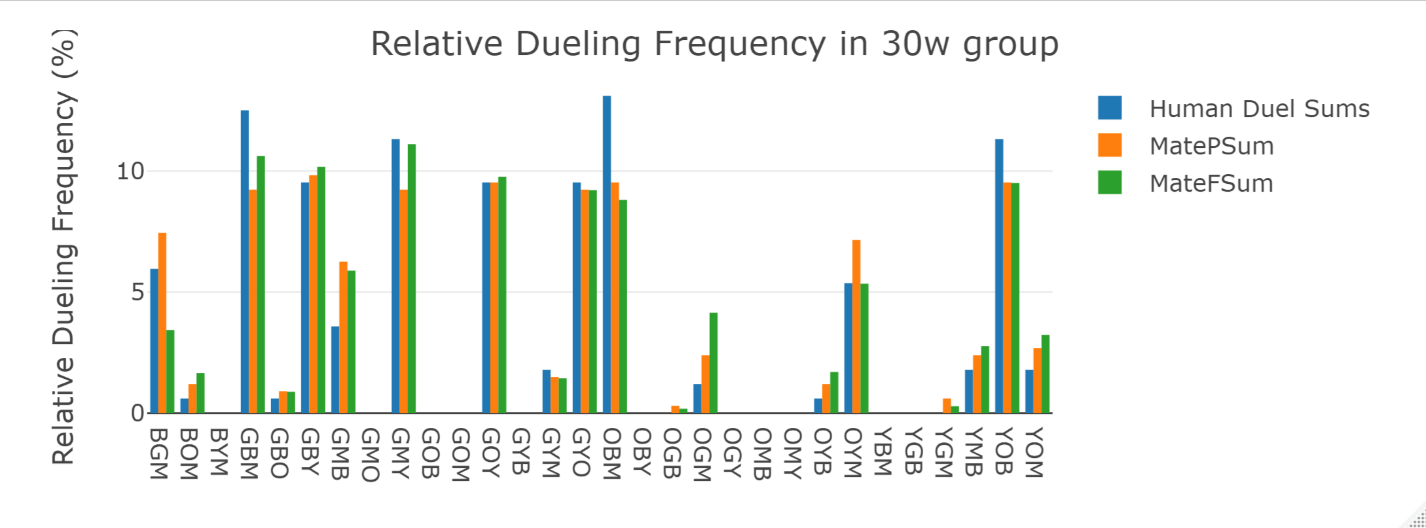 Relative Dueling Frequency in 30w group
Relative Dueling Frequency (%)
10
5
0
BGM
BOM
BYM
GBM
GBO
GBY
GMB
GMO
GMY
GOB
GOM
GOY
GYB
GYM
GYO
OBM
OBY
OGB
OGM
OGY
OMB
OMY
OYB
OYM
YBM
YGB
YGM
YMB
YOB
YOM
Human Duel Sums
MatePSum
MateFSum